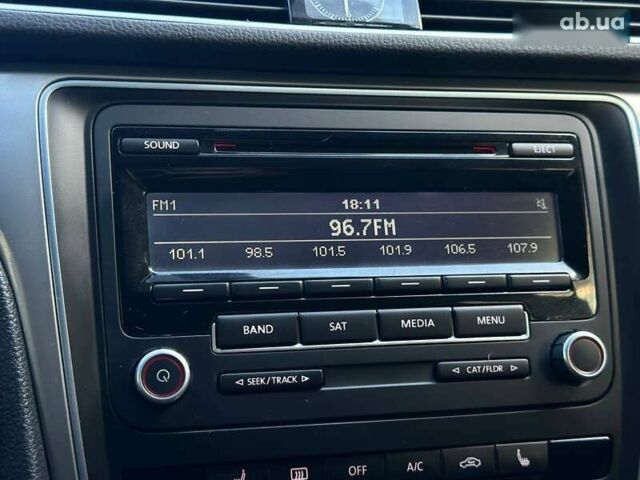 ab.ua
SOUND
EJECT
FM1 18:11
96.7FM
101.1 98.5 101.5 101.9 106.5 107.9
BAND SAT MEDIA MENU
SEEK/TRACK CAT/FLDR
OFF A/C